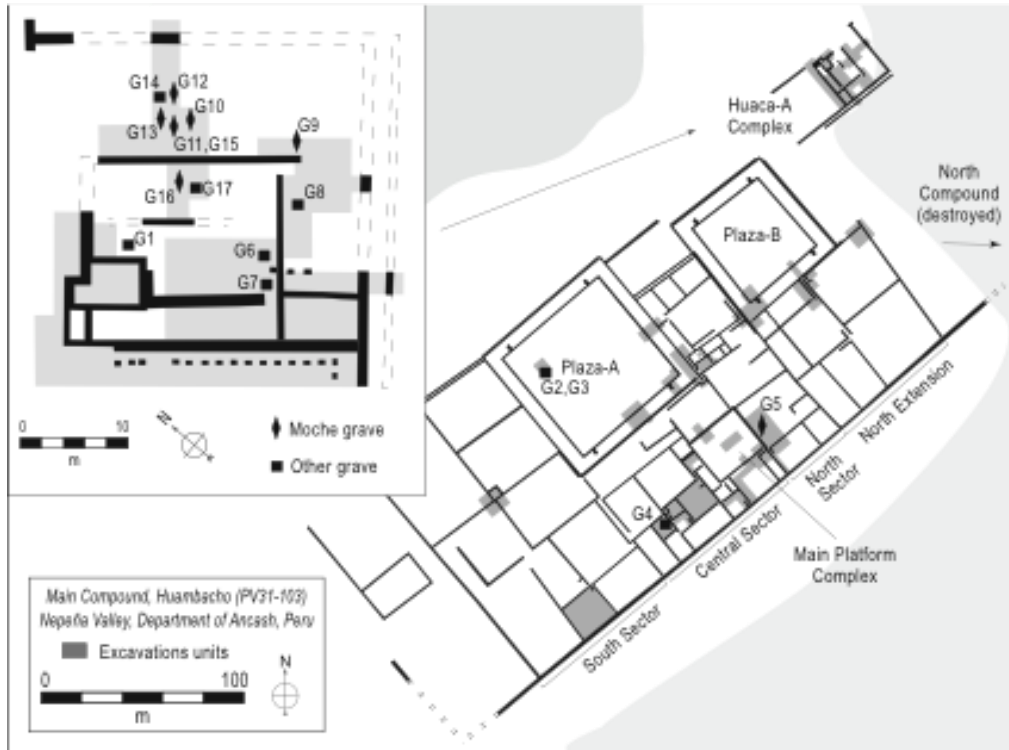 G14
G12
G10
G13
G11,G15
G9
G16
G17
G8
G1
G6
G7
0 10
m
N
Moche grave
Other grave
Huaca-A
Complex
North
Compound
(destroyed)
Plaza-B
Plaza-A
G2,G3
G5
G4
North Extension
North
Sector
Central Sector
South Sector
Main Platform
Complex
Main Compound, Huambacho (PV31-103)
Nepeña Valley, Department of Ancash, Peru
Excavations units
0 100
m
N